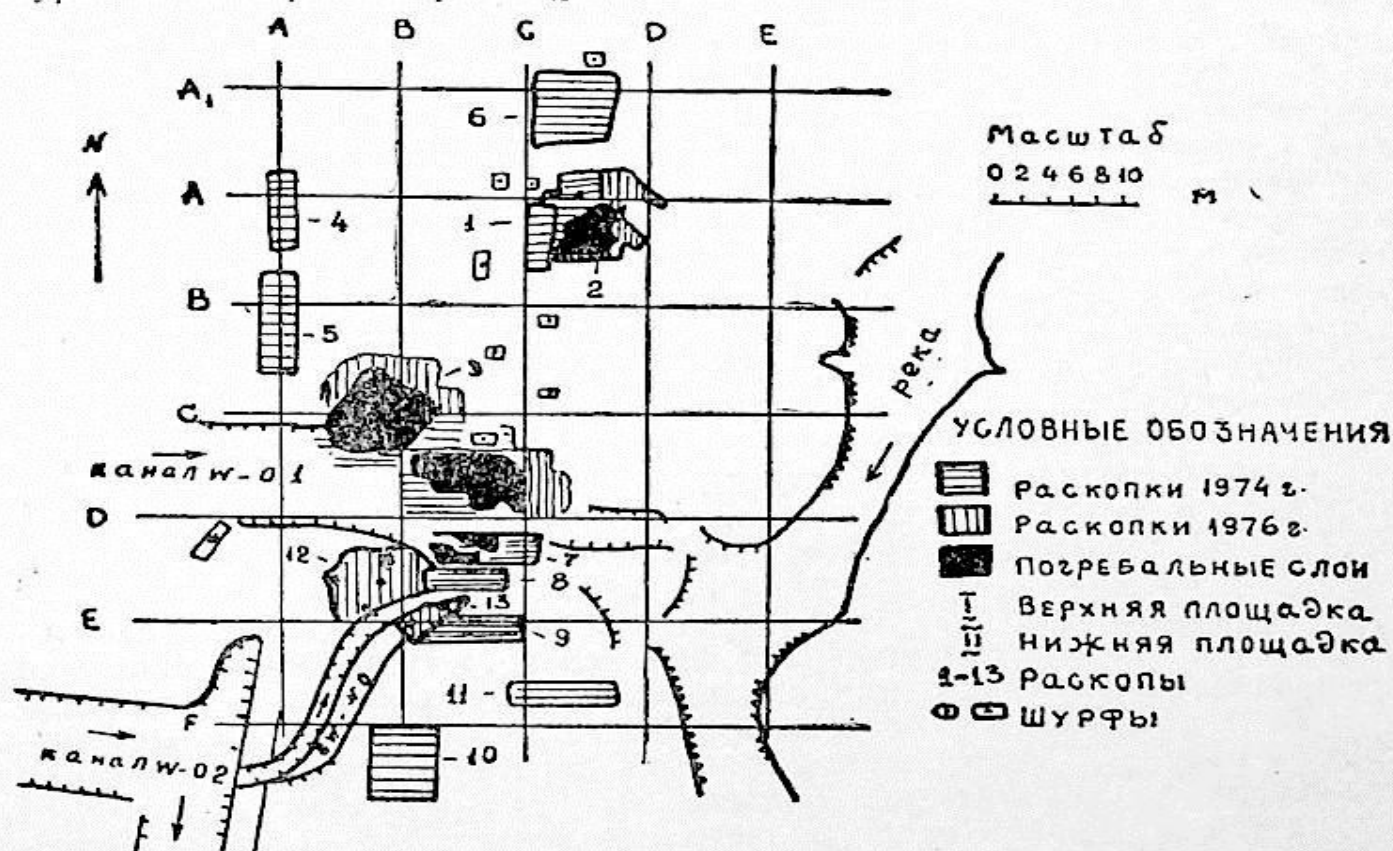 A B C D E
A₁
6
N
Масштаб
0 2 4 6 8 10 м
A
4
1
2
B
5
3
река
C
УСЛОВНЫЕ ОБОЗНАЧЕНИЯ
канал W-01
Раскопки 1974 г.
D
Раскопки 1976 г.
12
7
Погребальные слои
8
I Верхняя площадка
13
E
9
II Нижняя площадка
11
1-13 Раскопы
F
Шурфы
канал W-02
10